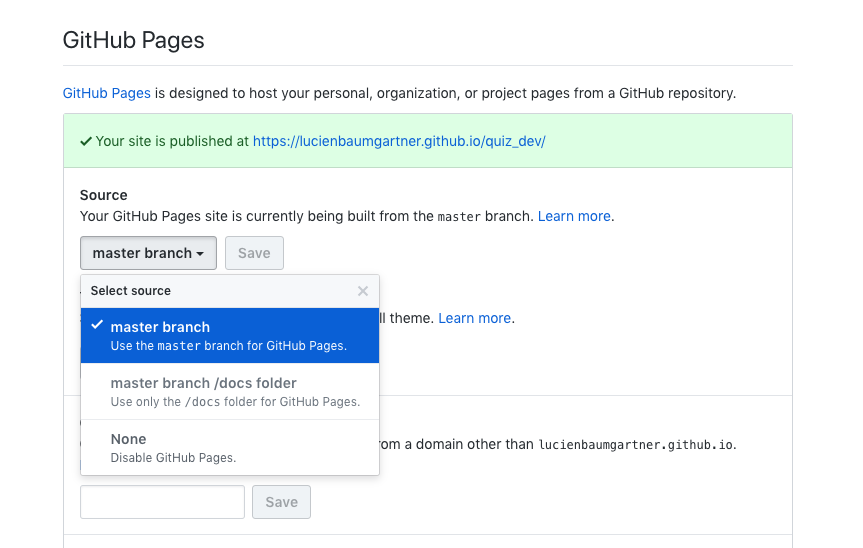 GitHub Pages
GitHub Pages is designed to host your personal, organization, or project pages from a GitHub repository.
Your site is published at https://lucienbaumgartner.github.io/quiz_dev/
Source
Your GitHub Pages site is currently being built from the master branch. Learn more.
master branch
Save
Select source
ll theme. Learn more.
master branch
Use the master branch for GitHub Pages.
master branch /docs folder
Use only the /docs folder for GitHub Pages.
None
om a domain other than lucienbaumgartner.github.io.
Disable GitHub Pages.
Save